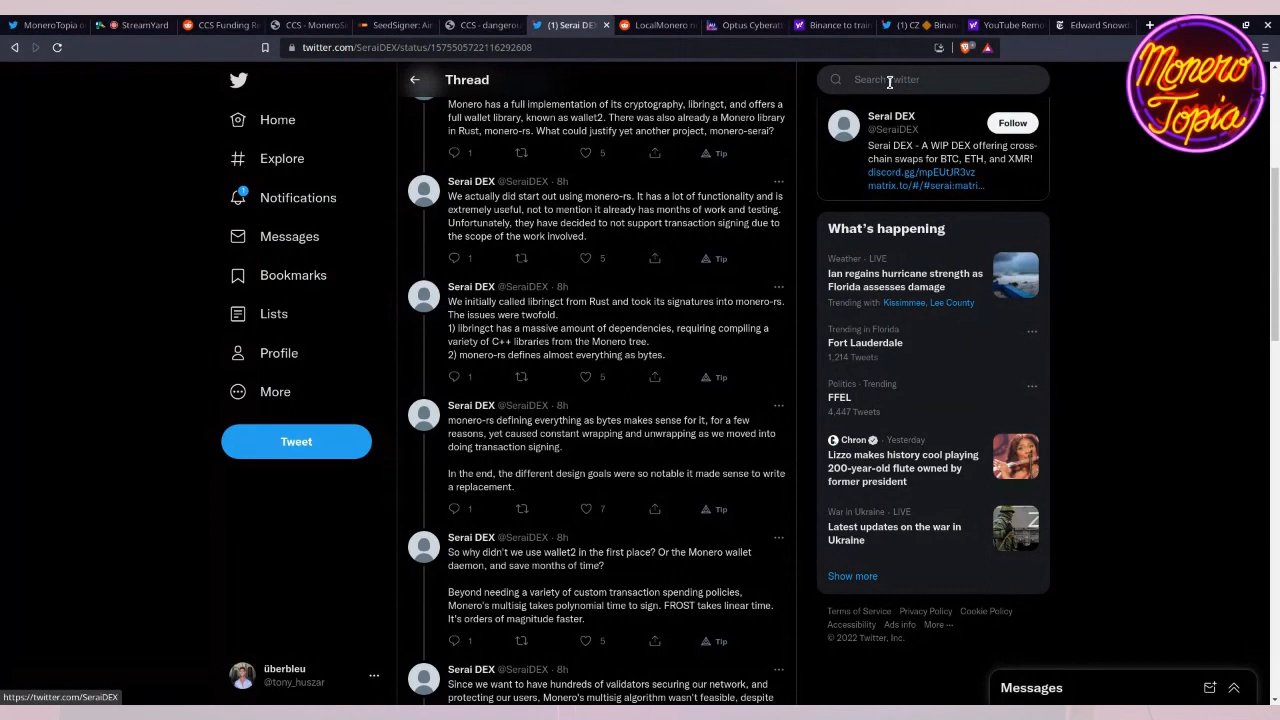 MoneroTopia o
StreamYard
CCS Funding Re
CCS - MoneroS
SeedSigner: Ai
CCS - dangerou
(1) Serai DE
LocalMonero n
Optus Cyberat
Binance to tran
(1) CZ
Binan
YouTube Remo
Edward Snowd
twitter.com/SeraiDEX/status/1575505722116292608
Monero
Topia
Home
Explore
1
Notifications
Messages
Bookmarks
Lists
Profile
More
Tweet
überbleu
@tony_huszar
https://twitter.com/SeraiDEX
Thread
Monero has a full implementation of its cryptography, libringct, and offers a
full wallet library, known as wallet2. There was also already a Monero library
in Rust, monero-rs. What could justify yet another project, monero-serai?
1 5 Tip
Serai DEX @SeraiDEX · 8h
We actually did start out using monero-rs. It has a lot of functionality and is
extremely useful, not to mention it already has months of work and testing.
Unfortunately, they have decided to not support transaction signing due to
the scope of the work involved.
1 5 Tip
Serai DEX @SeraiDEX · 8h
We initially called libringct from Rust and took its signatures into monero-rs.
The issues were twofold.
1) libringct has a massive amount of dependencies, requiring compiling a
variety of C++ libraries from the Monero tree.
2) monero-rs defines almost everything as bytes.
1 5 Tip
Serai DEX @SeraiDEX · 8h
monero-rs defining everything as bytes makes sense for it, for a few
reasons, yet caused constant wrapping and unwrapping as we moved into
doing transaction signing.
In the end, the different design goals were so notable it made sense to write
a replacement.
1 7 Tip
Serai DEX @SeraiDEX · 8h
So why didn't we use wallet2 in the first place? Or the Monero wallet
daemon, and save months of time?
Beyond needing a variety of custom transaction spending policies,
Monero's multisig takes polynomial time to sign. FROST takes linear time.
It's orders of magnitude faster.
1 5 Tip
Serai DEX @SeraiDEX · 8h
Since we want to have hundreds of validators securing our network, and
protecting our users, Monero's multisig algorithm wasn't feasible, despite
Search Twitter
Serai DEX
@SeraiDEX
Follow
Serai DEX - A WIP DEX offering cross-
chain swaps for BTC, ETH, and XMR!
discord.gg/mpEUtJR3vz
matrix.to/#/#serai:matri...
What's happening
Weather · LIVE
Ian regains hurricane strength as
Florida assesses damage
Trending with Kissimmee, Lee County
Trending in Florida
Fort Lauderdale
1,214 Tweets
Politics · Trending
FFEL
4,447 Tweets
Chron · Yesterday
Lizzo makes history cool playing
200-year-old flute owned by
former president
War in Ukraine · LIVE
Latest updates on the war in
Ukraine
Show more
Terms of Service Privacy Policy Cookie Policy
Accessibility Ads info More ···
© 2022 Twitter, Inc.
Messages